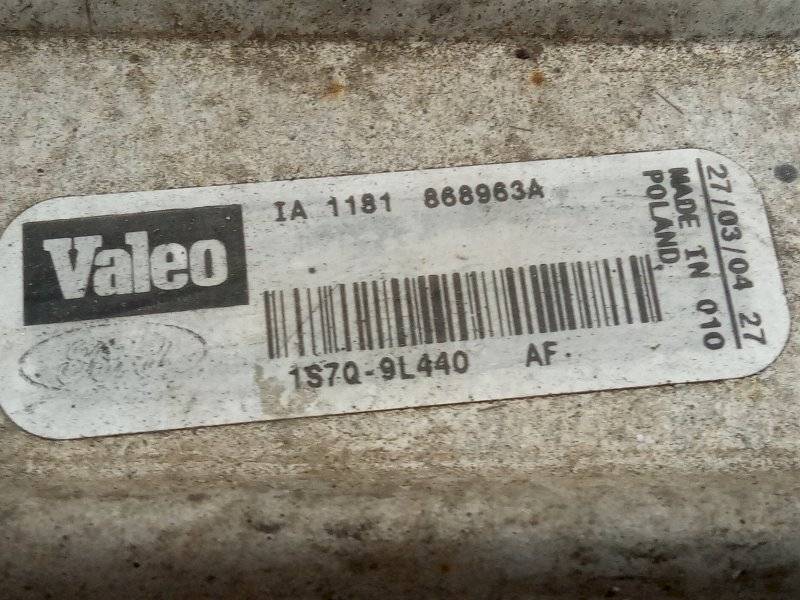 Valeo
IA 1181 868963A
1S7Q-9L440 AF.
27/03/04 27
MADE IN 010
POLAND,